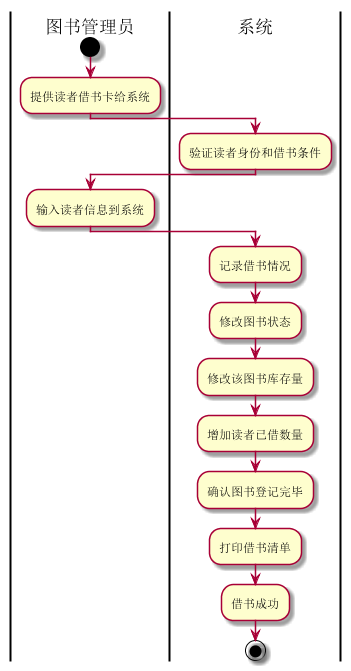 图书管理员
系统
提供读者借书卡给系统
验证读者身份和借书条件
输入读者信息到系统
记录借书情况
修改图书状态
修改该图书库存量
增加读者已借数量
确认图书登记完毕
打印借书清单
借书成功